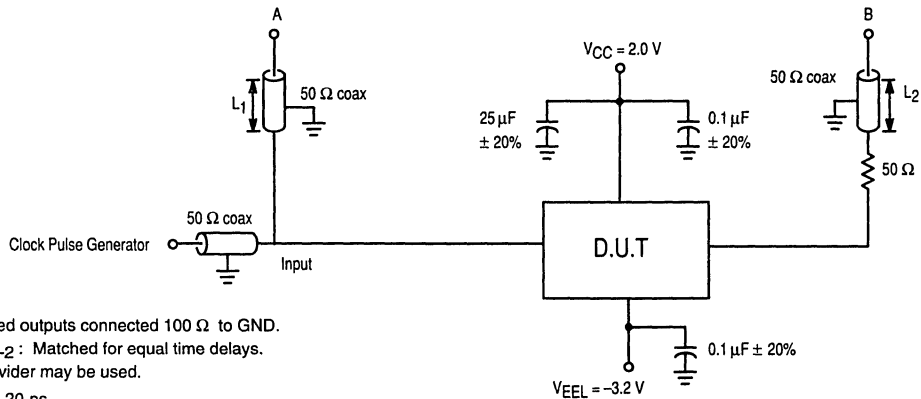 A
B
VCC = 2.0 V
50 Ω coax
L1
50 Ω coax
L2
25 µF
± 20%
0.1 µF
± 20%
50 Ω
50 Ω coax
Clock Pulse Generator
Input
D.U.T
outputs connected 100 Ω to GND.
: Matched for equal time delays.
may be used.
20 ns
0.1 µF ± 20%
VEEL = –3.2 V